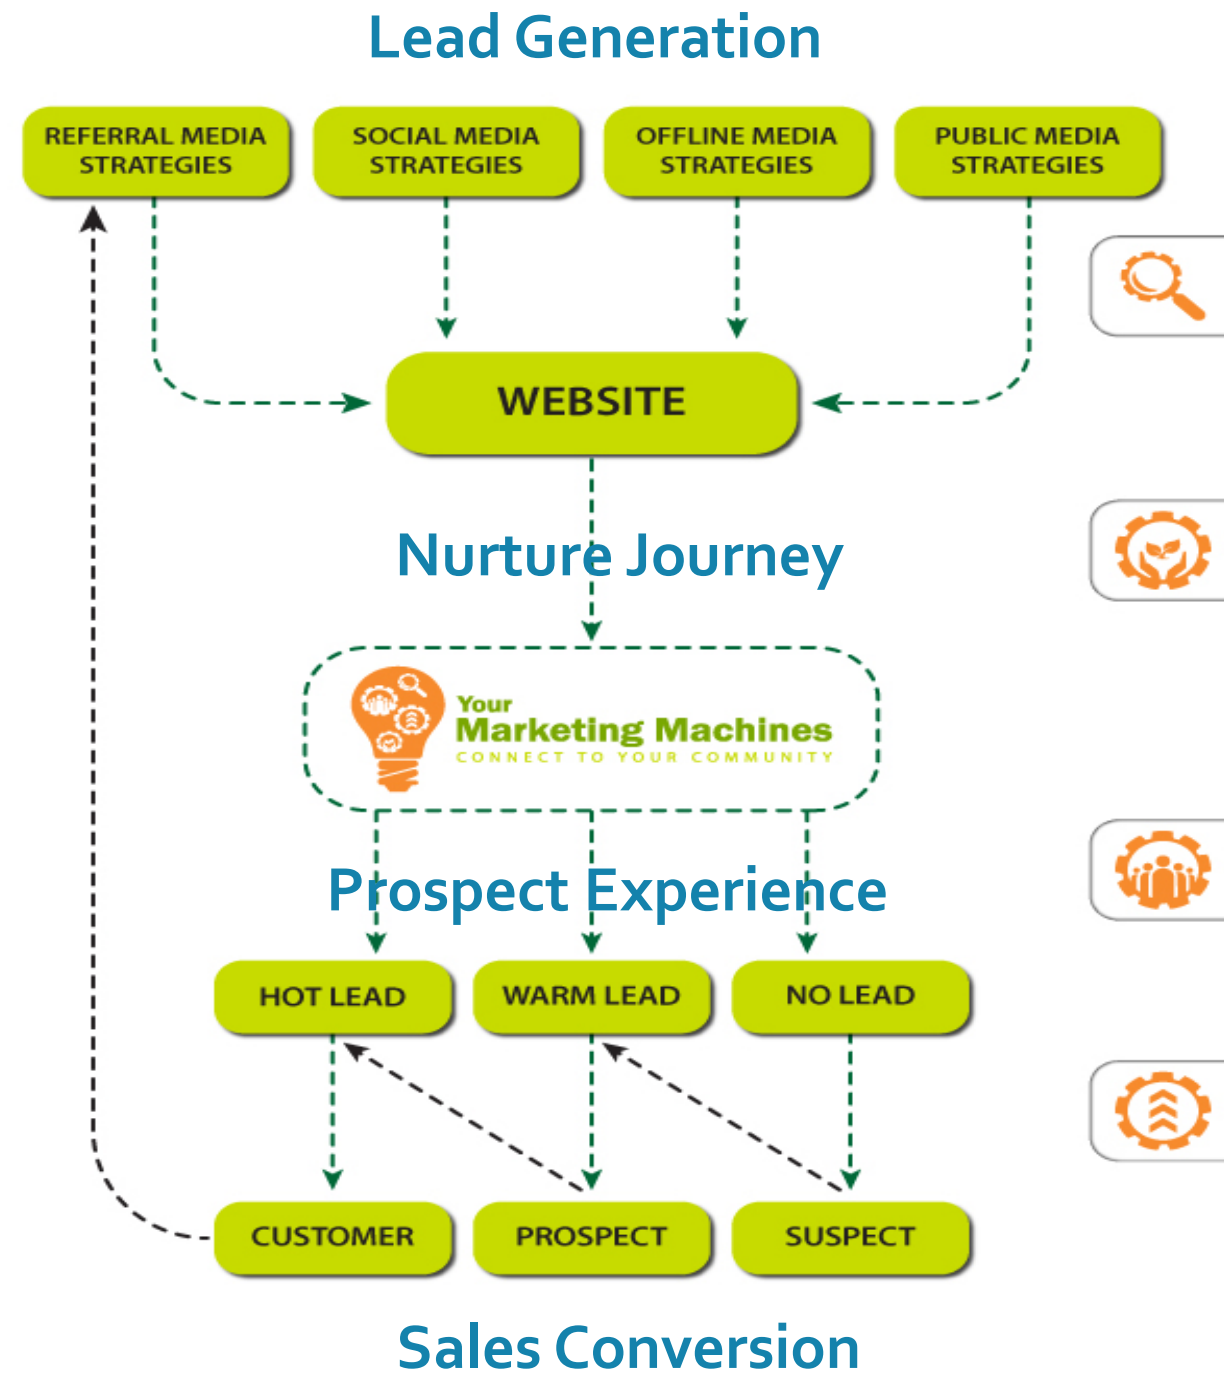 Lead Generation
REFERRAL MEDIA
STRATEGIES
SOCIAL MEDIA
STRATEGIES
OFFLINE MEDIA
STRATEGIES
PUBLIC MEDIA
STRATEGIES
WEBSITE
Nurture Journey
Your
Marketing Machines
CONNECT TO YOUR COMMUNITY
Prospect Experience
HOT LEAD
WARM LEAD
NO LEAD
CUSTOMER
PROSPECT
SUSPECT
Sales Conversion